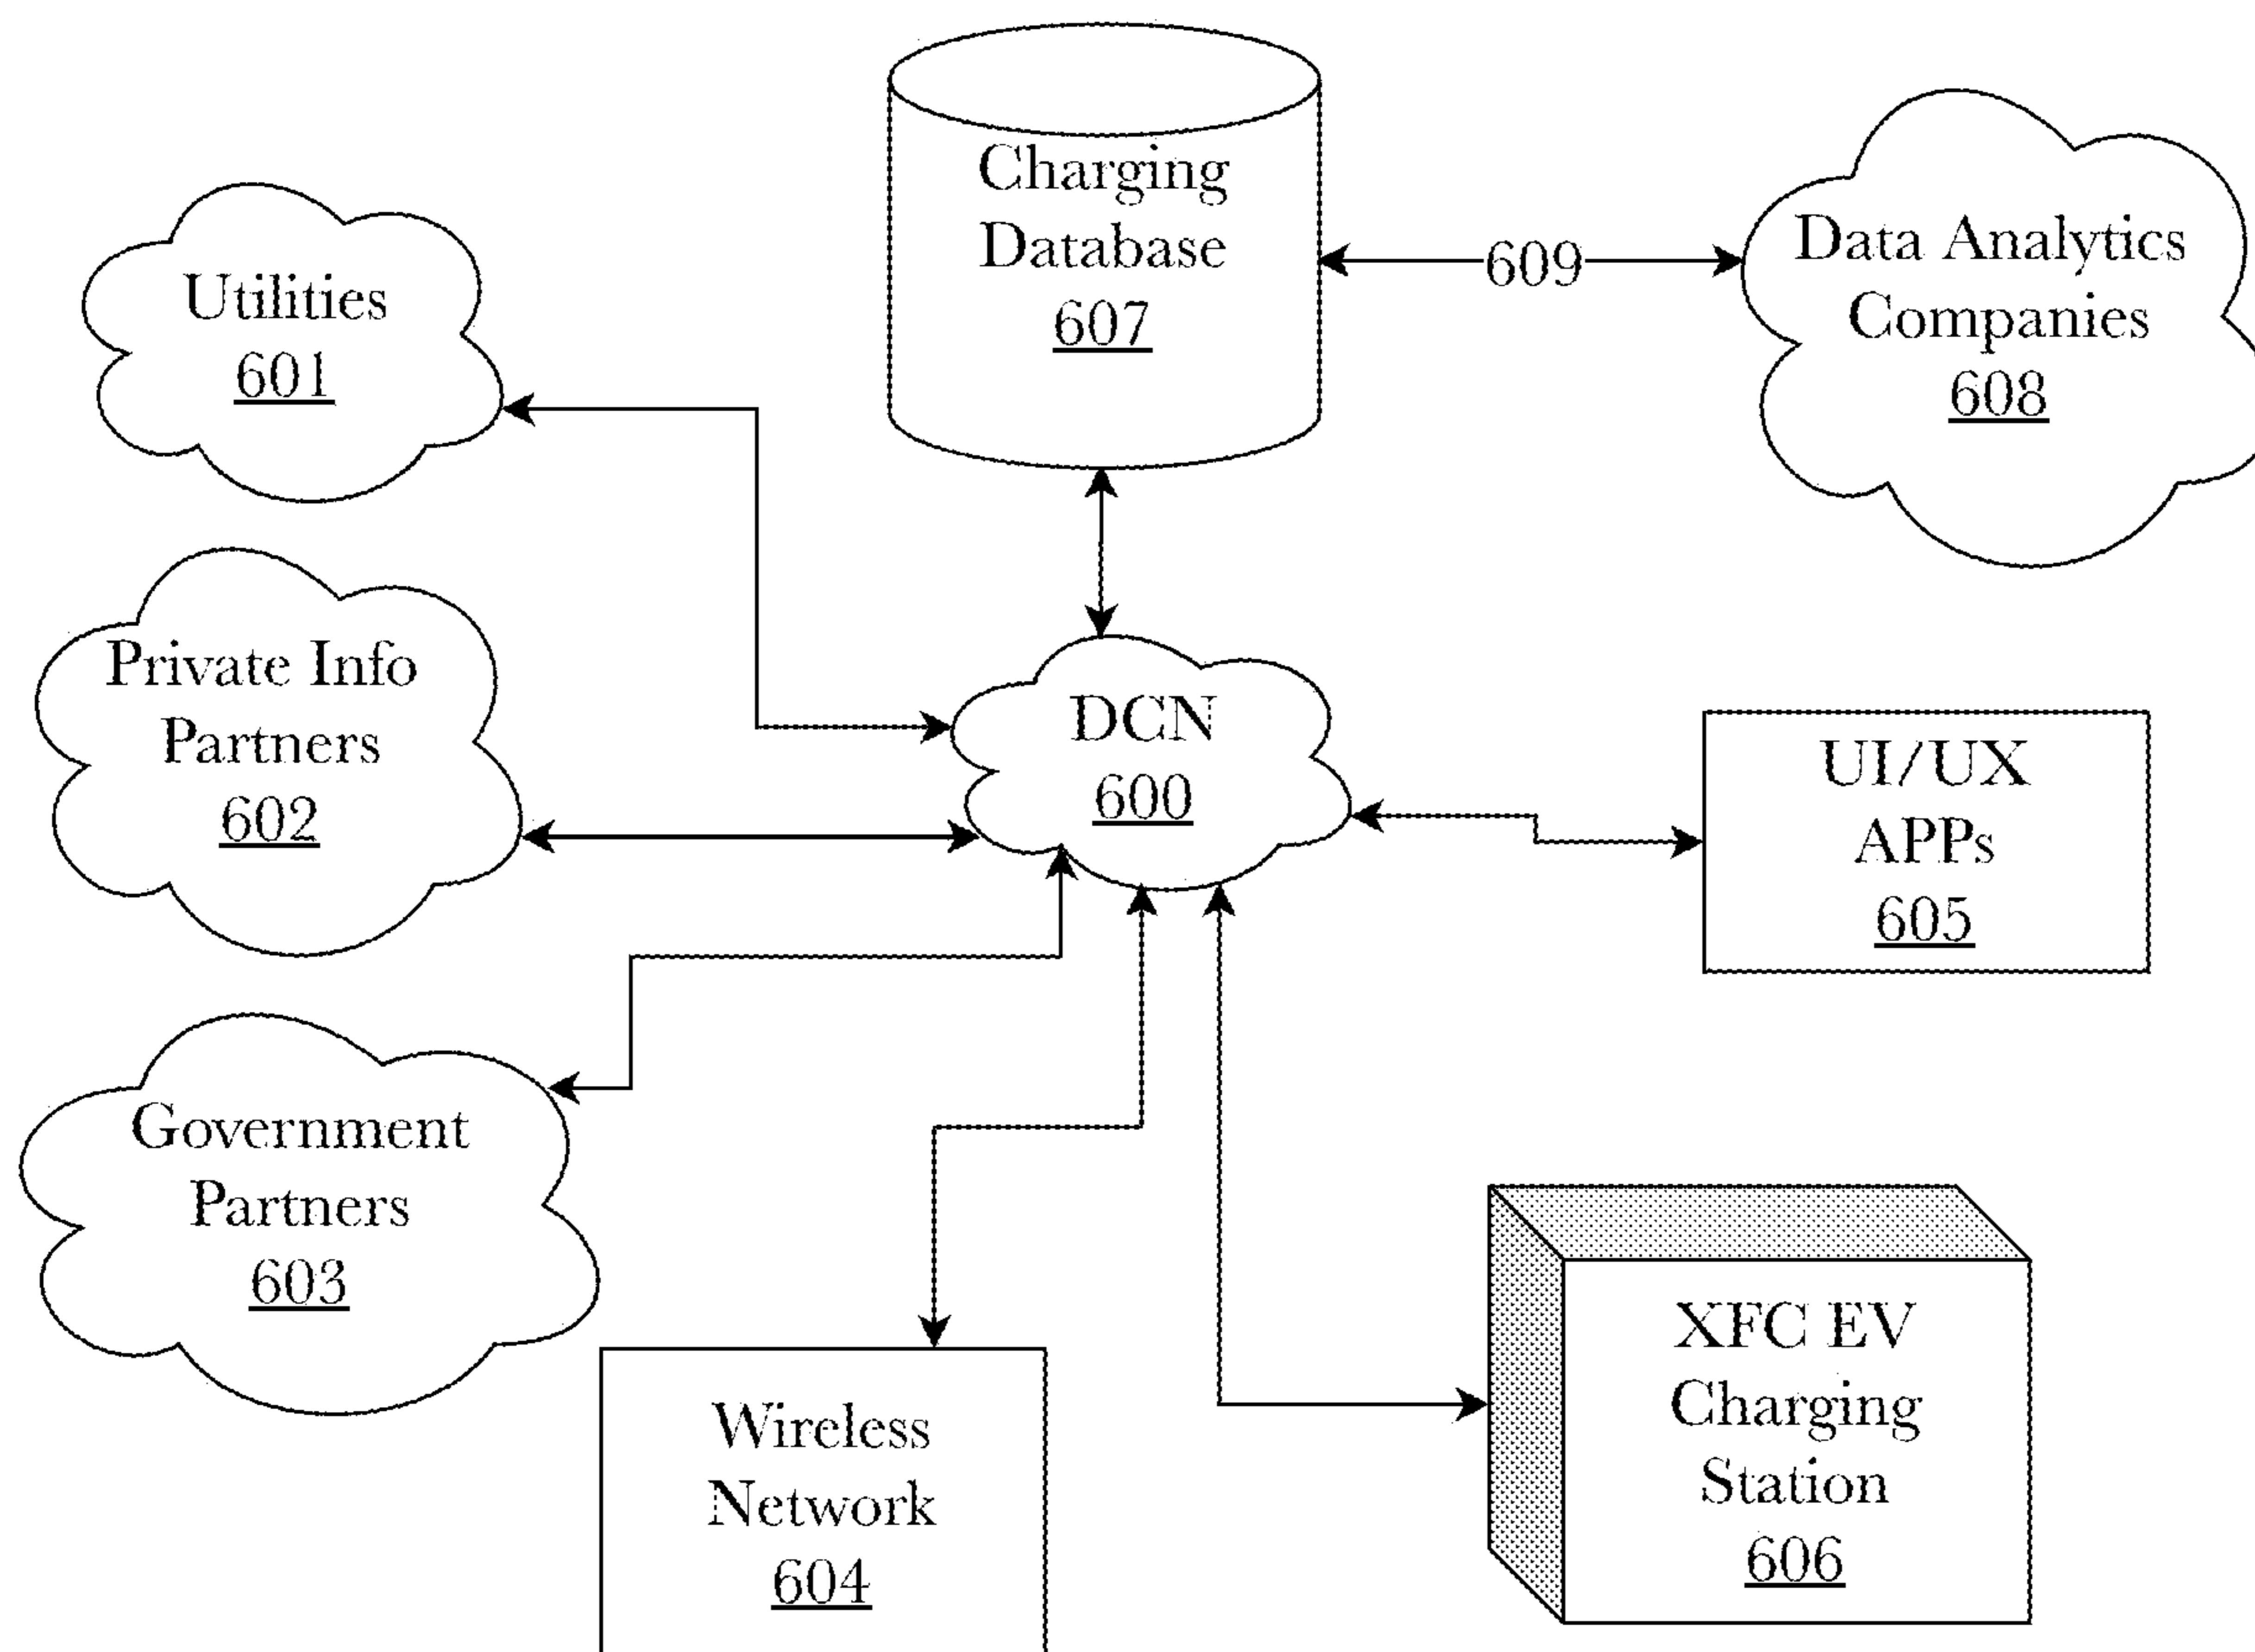 Charging
Database
607
609
Data Analytics
Companies
608
Utilities
601
Private Info
Partners
602
DCN
600
UI/UX
APPs
605
Government
Partners
603
Wireless
Network
604
XFC EV
Charging
Station
606